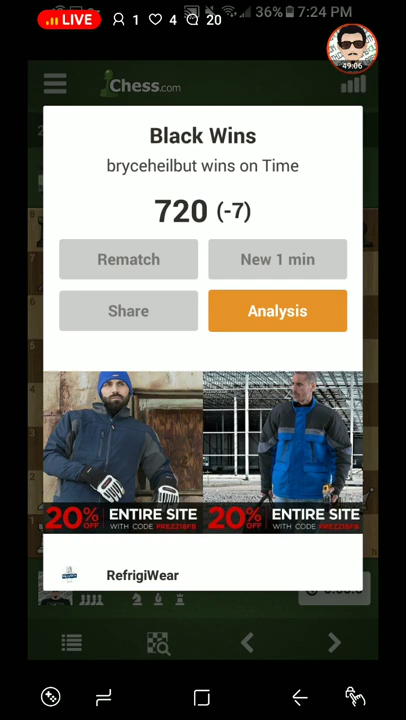 LIVE 1 4 20 36% 7:24 PM
49:06
Chess.com
Black Wins
bryceheilbut wins on Time
720 (-7)
Rematch New 1 min
Share Analysis
20% OFF ENTIRE SITE WITH CODE PREZZ18FB
20% OFF ENTIRE SITE WITH CODE PREZZ18FB
RefrigiWear